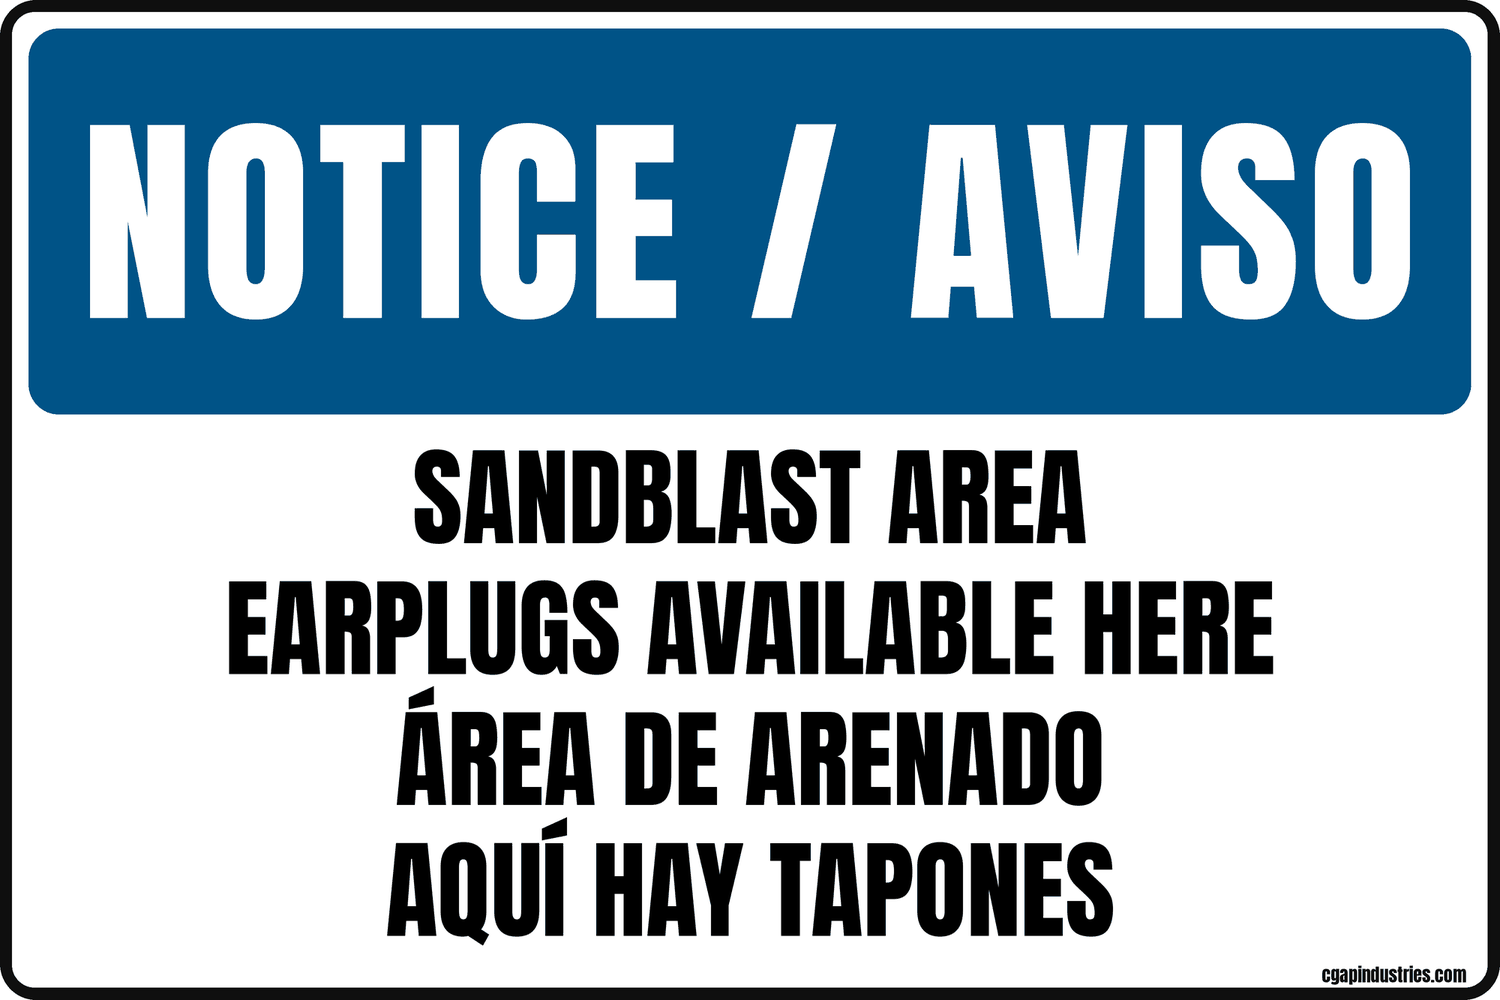 NOTICE / AVISO
SANDBLAST AREA
EARPLUGS AVAILABLE HERE
ÁREA DE ARENADO
AQUÍ HAY TAPONES
cgapindustries.com